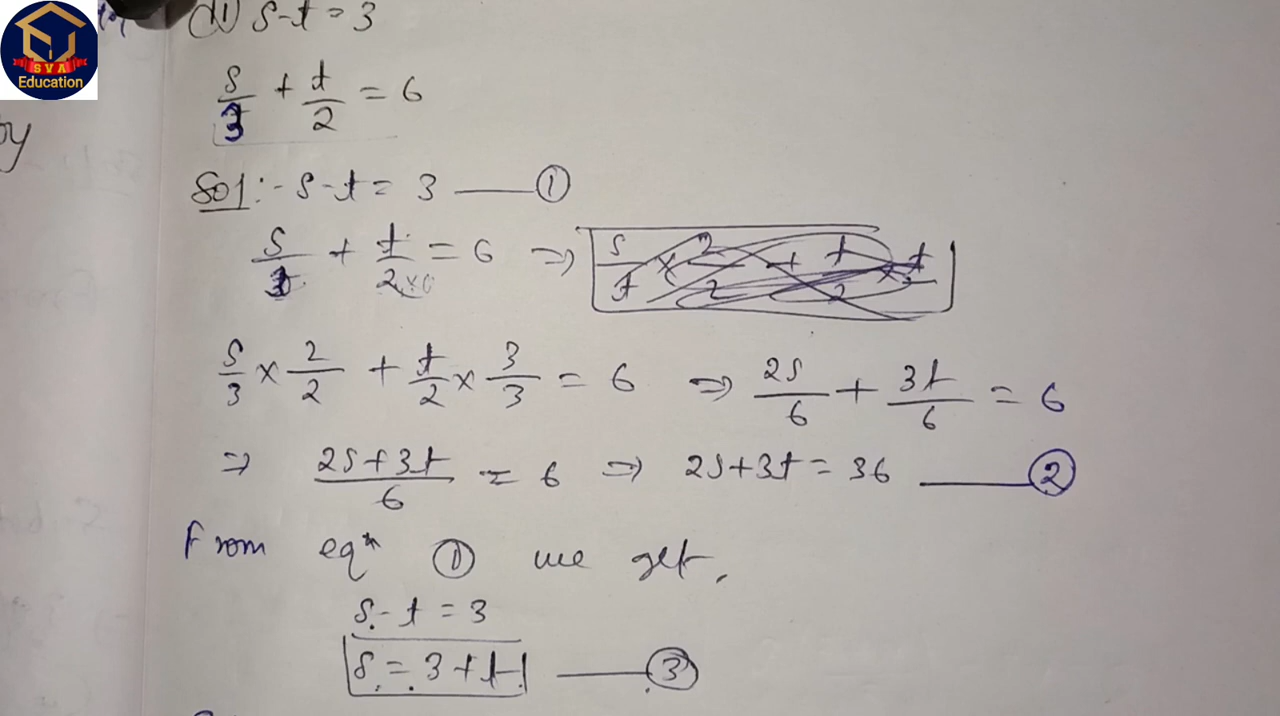 SVA
Education
(ii) s-t=3
s/3 + t/2 = 6
Sol:- s-t= 3 —— ①
s/3 + t/2 = 6 ⇒
s/3 × 2/2 + t/2 × 3/3 = 6 ⇒ 2s/6 + 3t/6 = 6
⇒ 2s+3t/6 = 6 ⇒ 2s+3t = 36 —— ②
From eqn ① we get,
s-t=3
s = 3+t —— ③